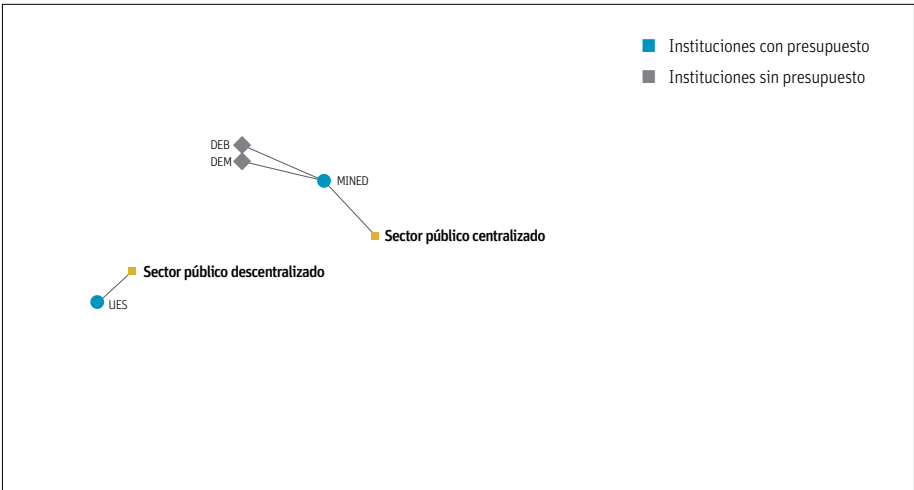 Instituciones con presupuesto
Instituciones sin presupuesto
DEB
DEM
MINED
Sector público centralizado
Sector público descentralizado
UES